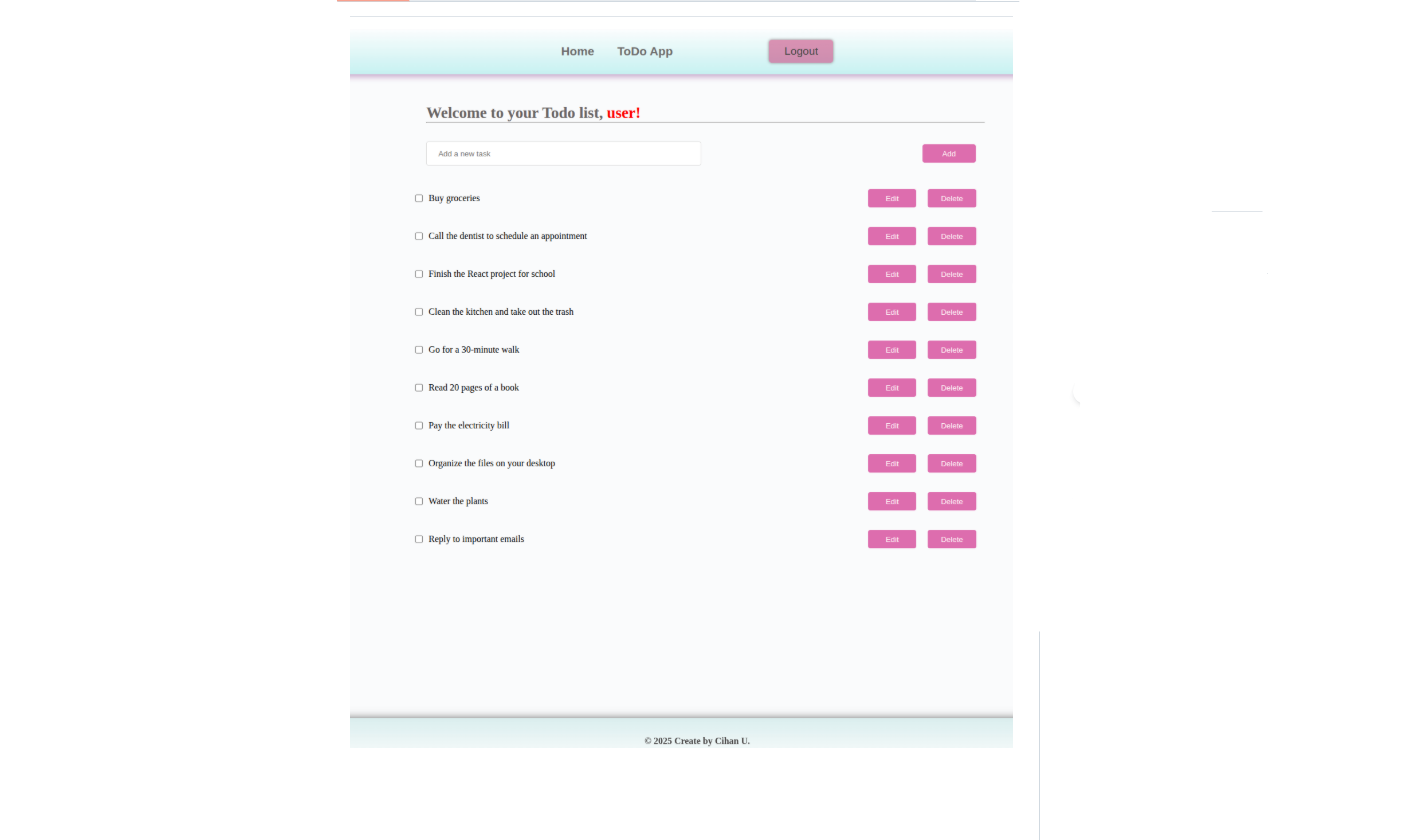 Home ToDo App Logout
Welcome to your Todo list, user!
Add a new task Add
Buy groceries Edit Delete
Call the dentist to schedule an appointment Edit Delete
Finish the React project for school Edit Delete
Clean the kitchen and take out the trash Edit Delete
Go for a 30-minute walk Edit Delete
Read 20 pages of a book Edit Delete
Pay the electricity bill Edit Delete
Organize the files on your desktop Edit Delete
Water the plants Edit Delete
Reply to important emails Edit Delete
© 2025 Create by Cihan U.